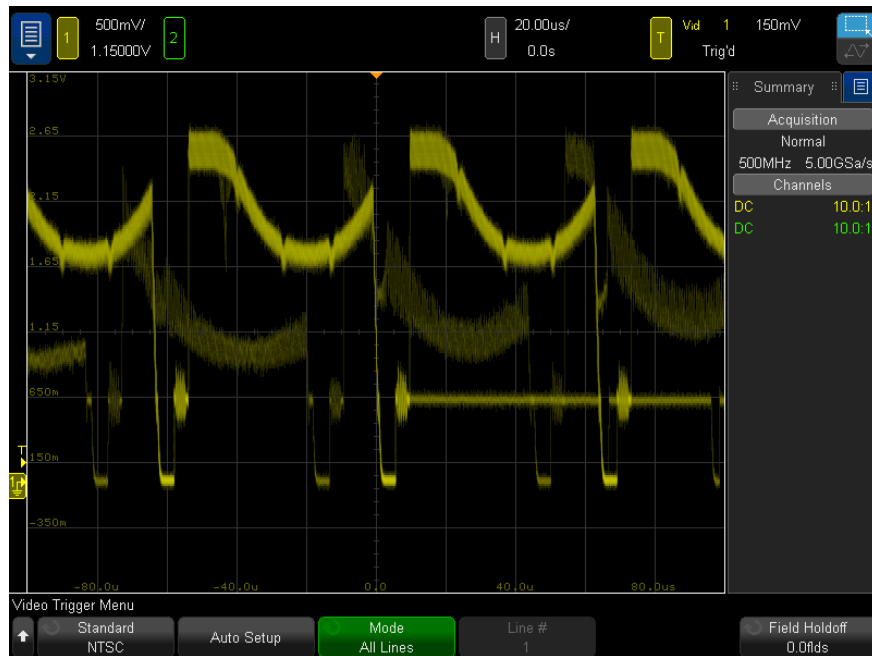 1 500mV/ 1.15000V 2 H 20.00us/ 0.0s T Vid 1 150mV Trig'd
3.15V
2.65
2.15
1.65
1.15
650m
T
150m
1
-350m
-80.0u -40.0u 0.0 40.0u 80.0us
Summary
Acquisition
Normal
500MHz 5.00GSa/s
Channels
DC 10.0:1
DC 10.0:1
Video Trigger Menu
Standard
NTSC
Auto Setup
Mode
All Lines
Line #
1
Field Holdoff
0.0flds